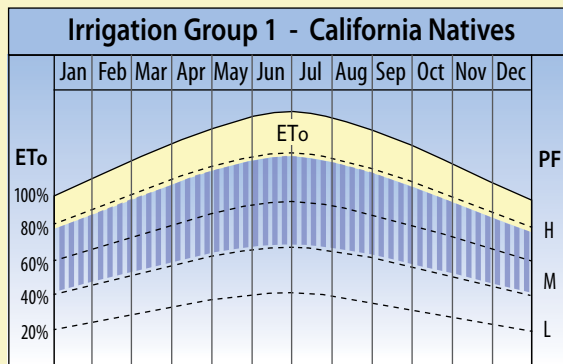 Irrigation Group 1 - California Natives
Jan Feb Mar Apr May Jun Jul Aug Sep Oct Nov Dec
ETo
ETo PF
100%
80% H
60%
M
40%
20% L